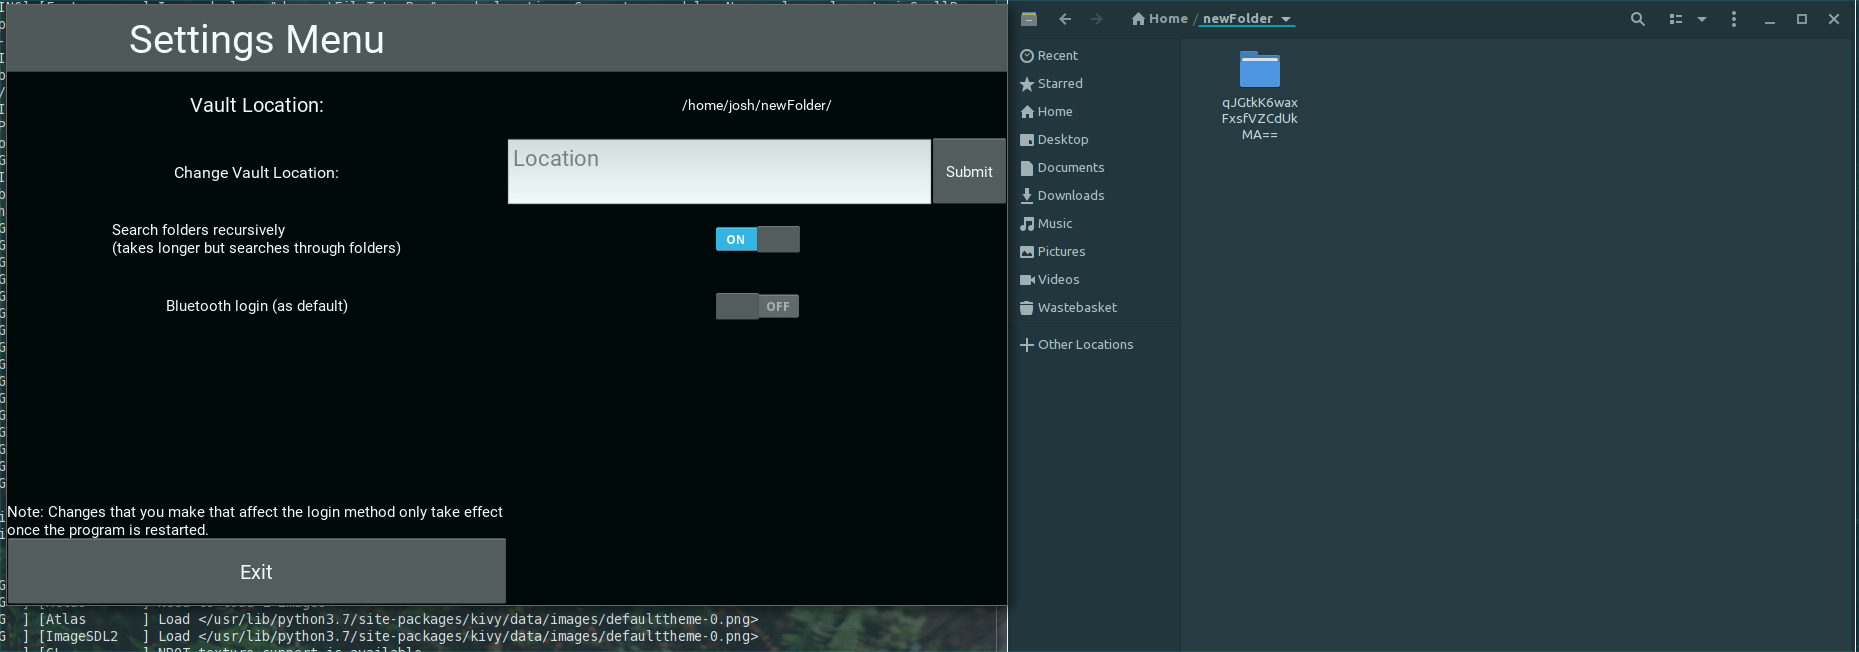 Settings Menu
Vault Location:
/home/josh/newFolder/
Change Vault Location:
Location
Submit
Search folders recursively
(takes longer but searches through folders)
ON
Bluetooth login (as default)
OFF
Note: Changes that you make that affect the login method only take effect
once the program is restarted.
Exit
] [Atlas ] Load </usr/lib/python3.7/site-packages/kivy/data/images/defaulttheme-0.png>
] [ImageSDL2 ] Load </usr/lib/python3.7/site-packages/kivy/data/images/defaulttheme-0.png>
Home / newFolder
Recent
Starred
Home
Desktop
Documents
Downloads
Music
Pictures
Videos
Wastebasket
Other Locations
qJGtkK6wax
FxsfVZCdUk
MA==